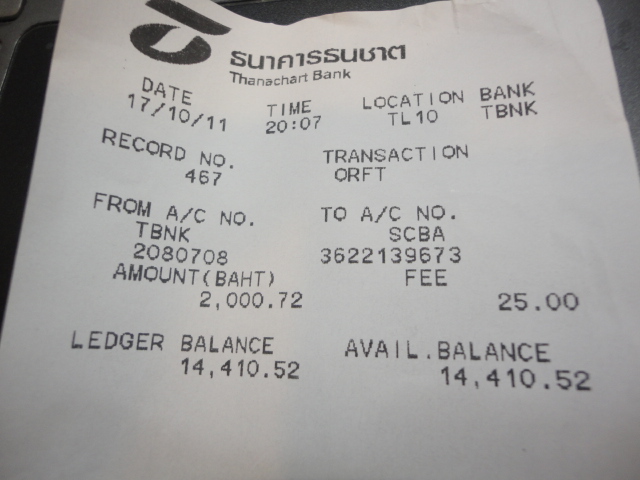 ธนาคารธนชาต
Thanachart Bank
DATE TIME LOCATION BANK
17/10/11 20:07 TL10 TBNK
RECORD NO. TRANSACTION
467 ORFT
FROM A/C NO. TO A/C NO.
TBNK SCBA
2080708 3622139673
AMOUNT(BAHT) FEE
2,000.72 25.00
LEDGER BALANCE AVAIL.BALANCE
14,410.52 14,410.52